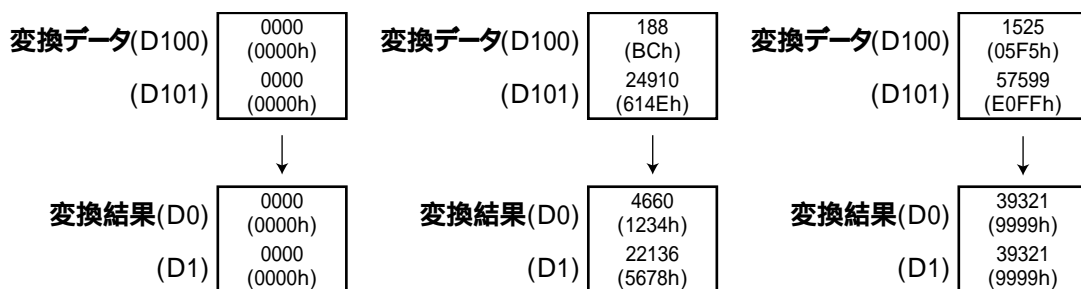 変換データ(D100)
0000
(0000h)
(D101)
0000
(0000h)
変換結果(D0)
0000
(0000h)
(D1)
0000
(0000h)
変換データ(D100)
188
(BCh)
(D101)
24910
(614Eh)
変換結果(D0)
4660
(1234h)
(D1)
22136
(5678h)
変換データ(D100)
1525
(05F5h)
(D101)
57599
(E0FFh)
変換結果(D0)
39321
(9999h)
(D1)
39321
(9999h)